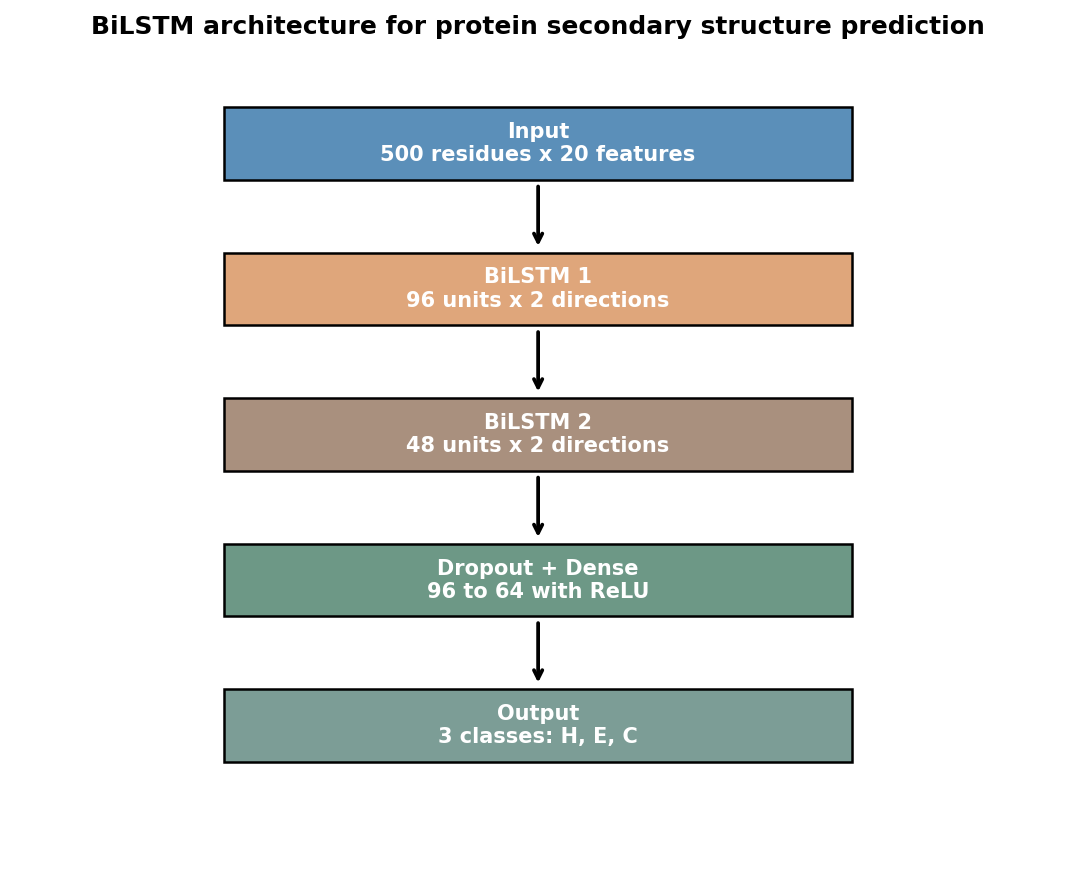 BiLSTM architecture for protein secondary structure prediction
Input
500 residues x 20 features
BiLSTM 1
96 units x 2 directions
BiLSTM 2
48 units x 2 directions
Dropout + Dense
96 to 64 with ReLU
Output
3 classes: H, E, C